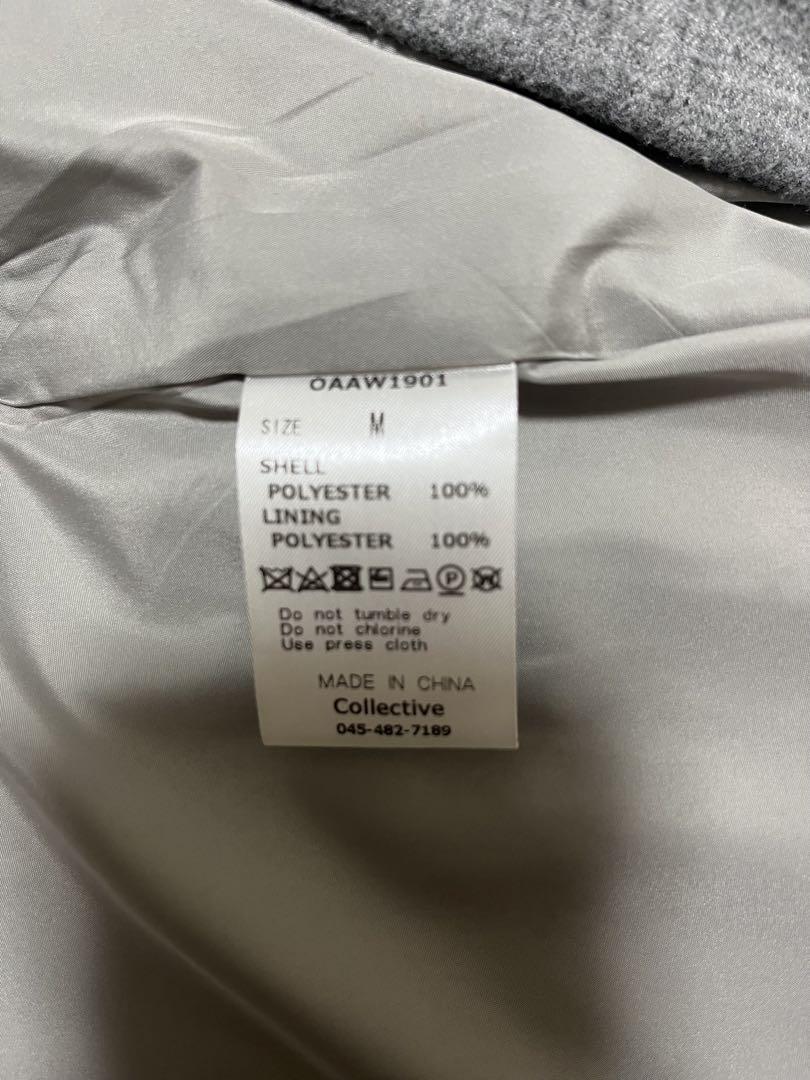 OAAW1901
SIZE M
SHELL
POLYESTER 100%
LINING
POLYESTER 100%
P W
Do not tumble dry
Do not chlorine
Use press cloth
MADE IN CHINA
Collective
045-482-7189